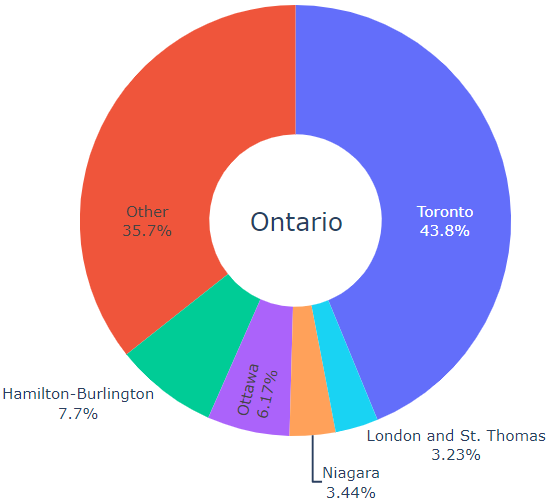 Other
35.7%
Ontario
Toronto
43.8%
Hamilton-Burlington
7.7%
Ottawa
6.17%
London and St. Thomas
3.23%
Niagara
3.44%